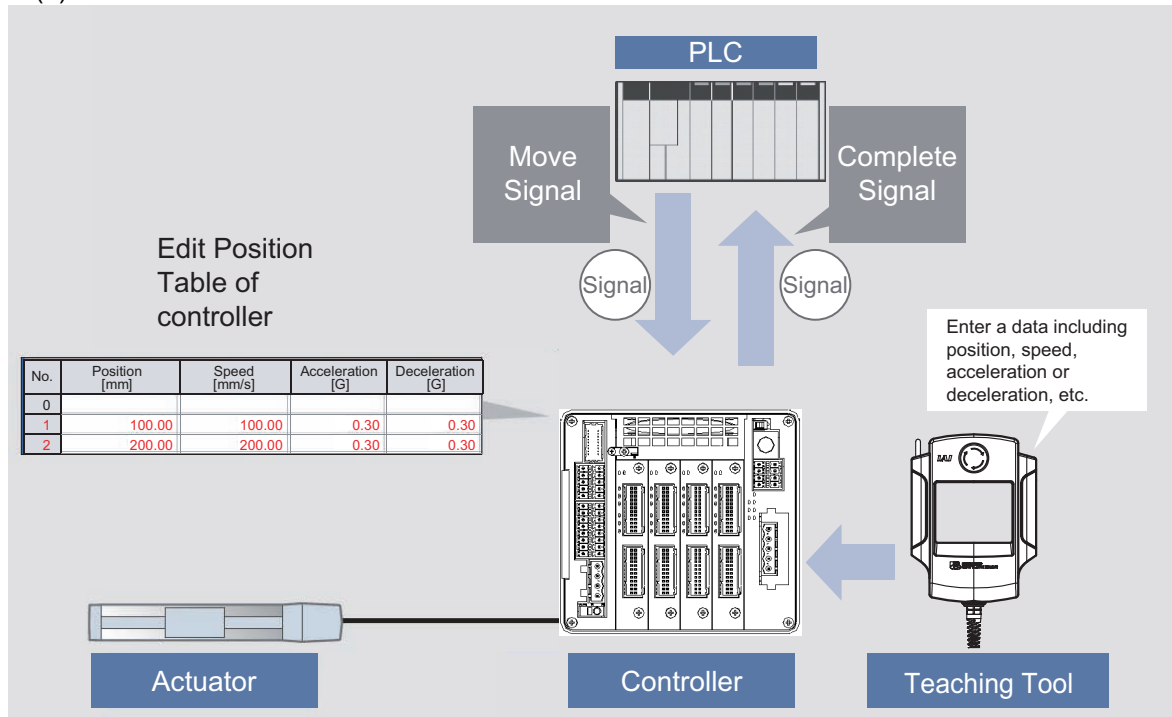 PLC
Move
Signal
Complete
Signal
Signal
Signal
Edit Position
Table of
controller
Enter a data including
position, speed,
acceleration or
deceleration, etc.
No. Position [mm] Speed [mm/s] Acceleration [G] Deceleration [G]
0
1 100.00 100.00 0.30 0.30
2 200.00 200.00 0.30 0.30
IAI
Actuator
Controller
Teaching Tool